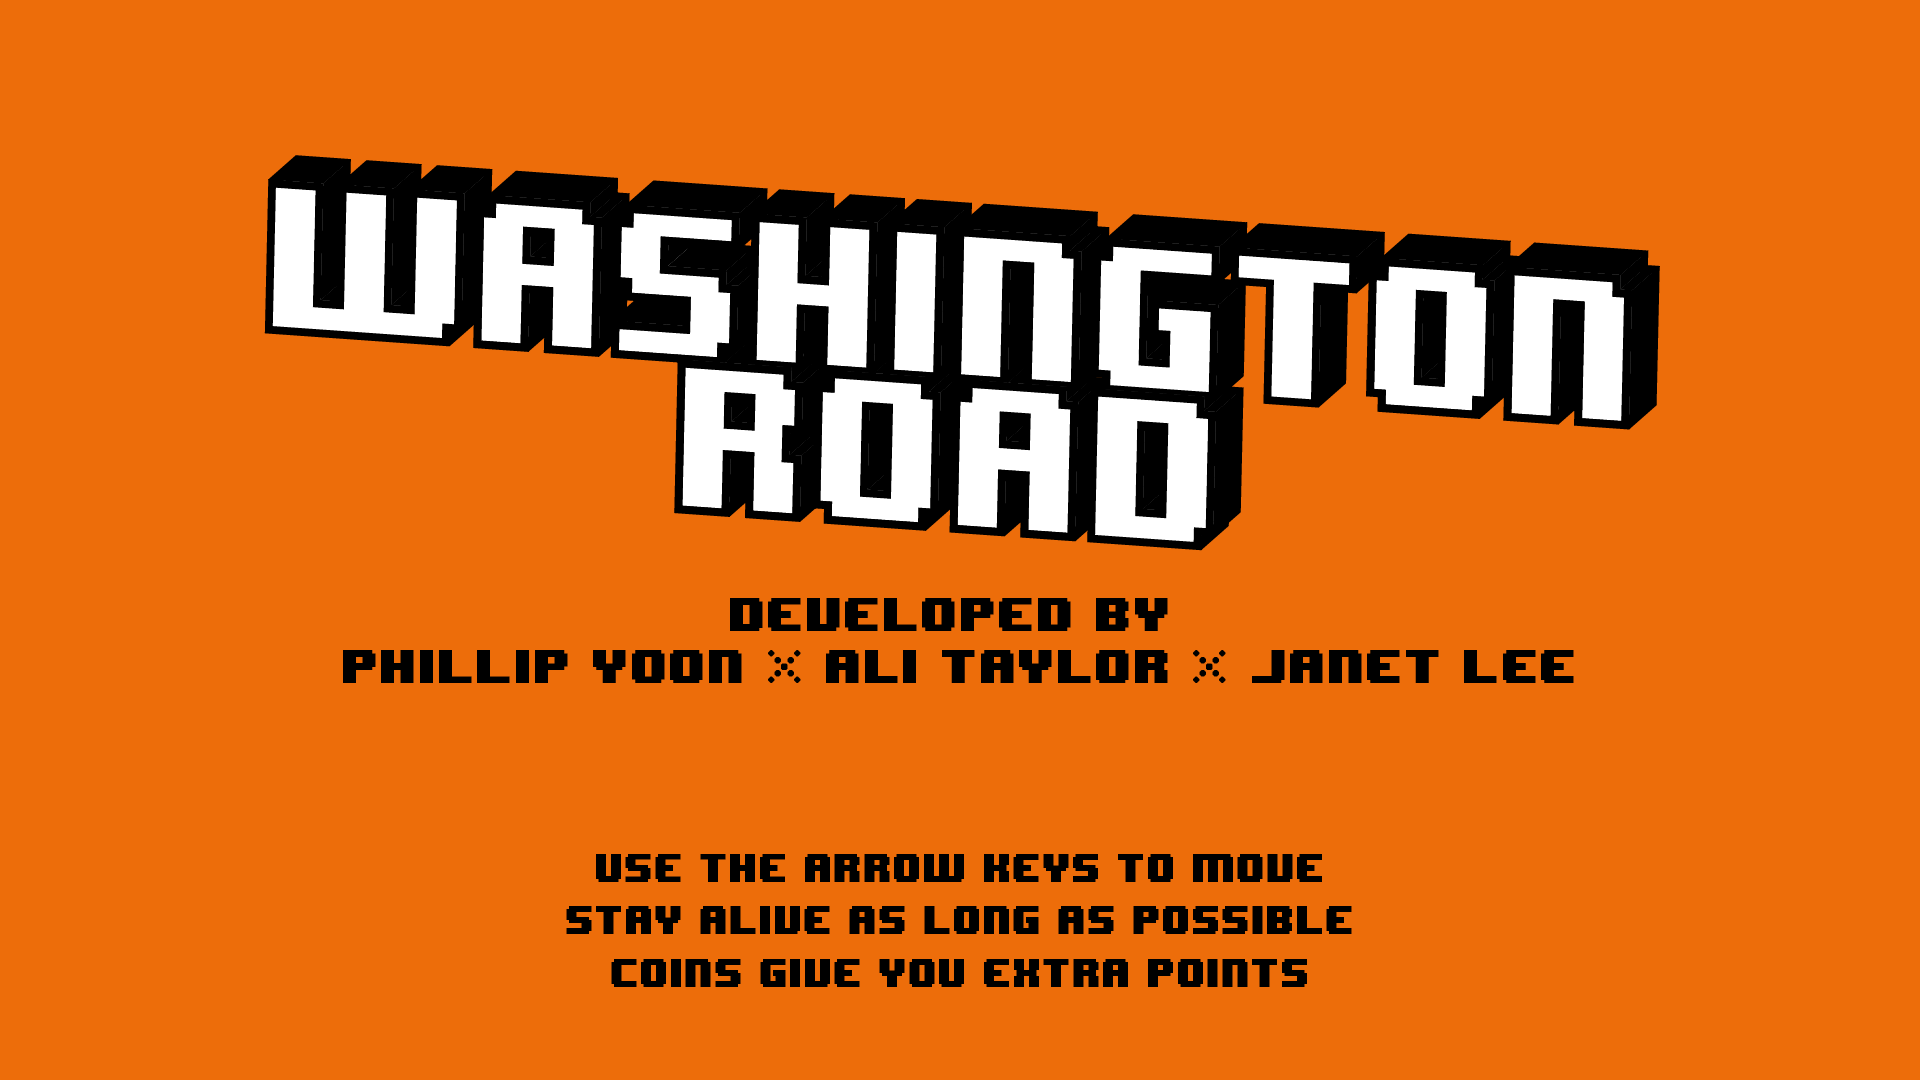 WASHINGTON
ROAD
DEVELOPED BY
PHILLIP YOON X ALI TAYLOR X JANET LEE
USE THE ARROW KEYS TO MOVE
STAY ALIVE AS LONG AS POSSIBLE
COINS GIVE YOU EXTRA POINTS